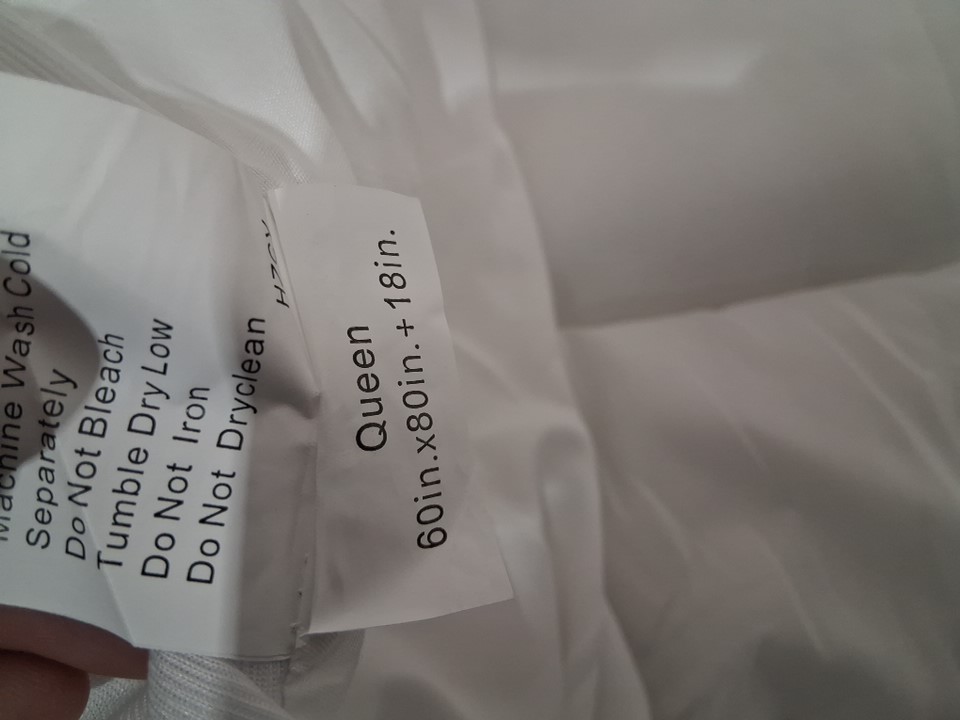 Machine Wash Cold
Separately
Do Not Bleach
Tumble Dry Low
Do Not Iron
Do Not Dryclean
Queen
60in.x80in.+18in.